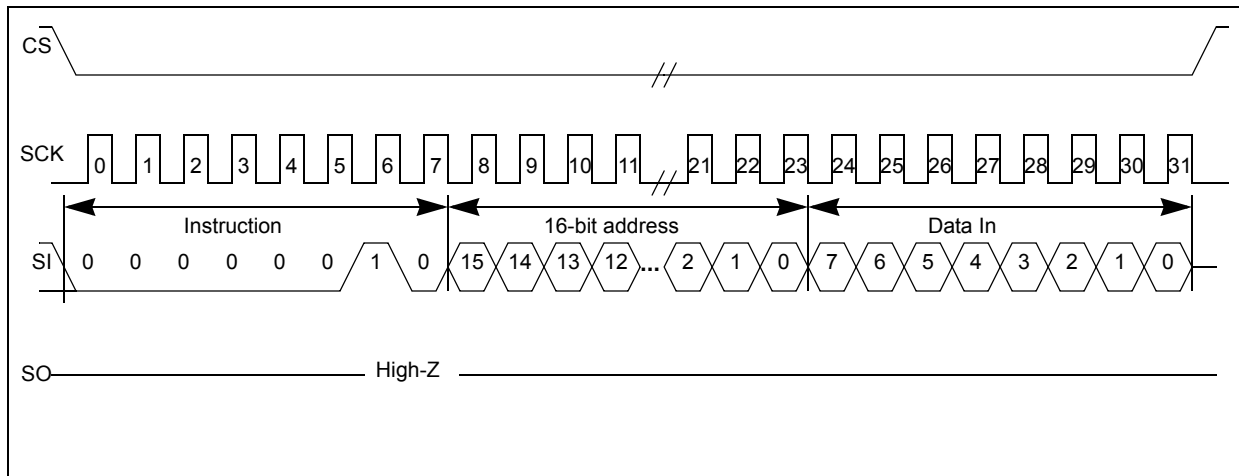 CS
SCK 0 1 2 3 4 5 6 7 8 9 10 11 21 22 23 24 25 26 27 28 29 30 31
Instruction 16-bit address Data In
SI 0 0 0 0 0 0 1 0 15 14 13 12 ... 2 1 0 7 6 5 4 3 2 1 0
SO High-Z